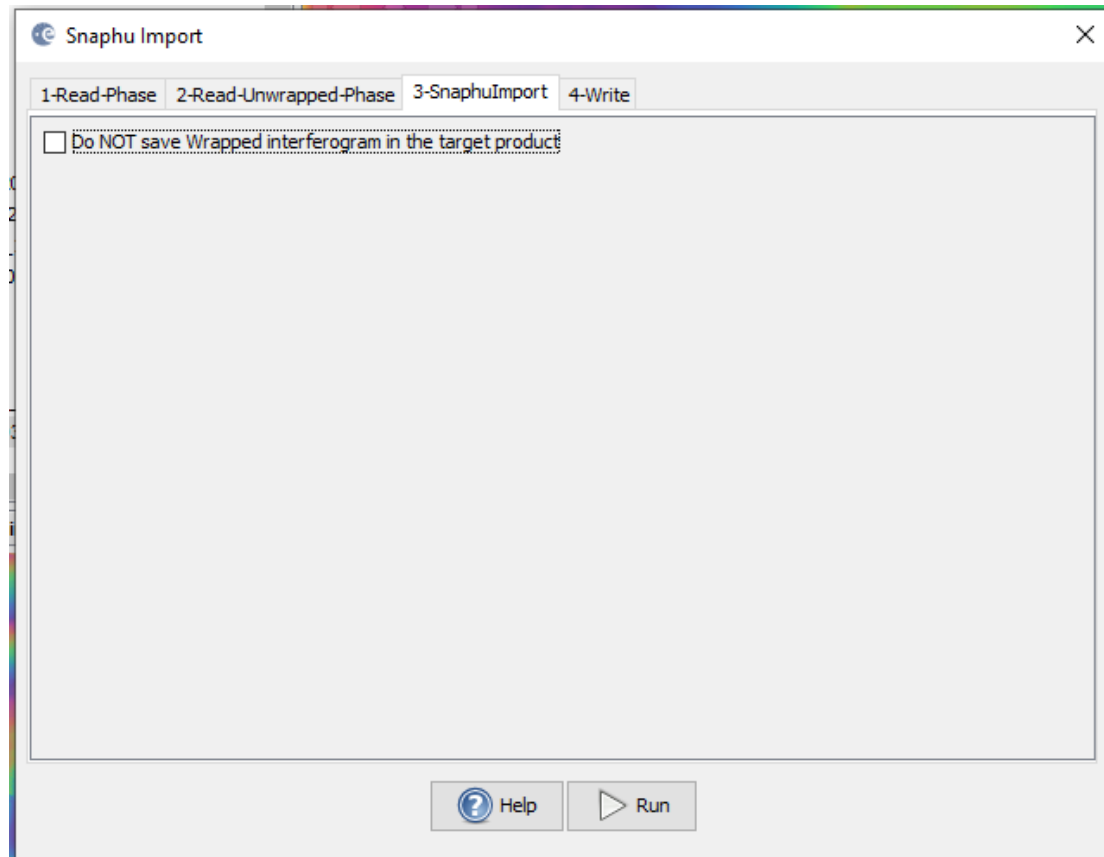 Snaphu Import
1-Read-Phase 2-Read-Unwrapped-Phase 3-SnaphuImport 4-Write
Do NOT save Wrapped interferogram in the target product
Help Run